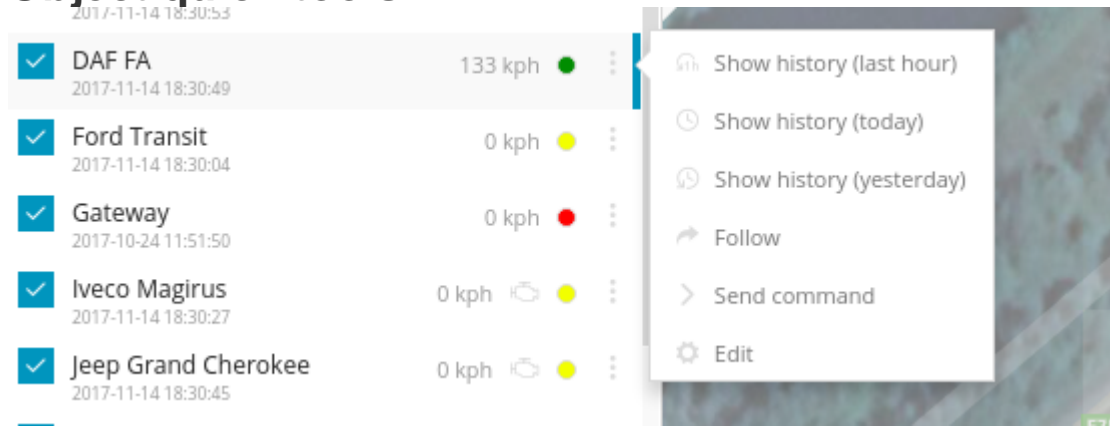 2017-11-14 18:30:53
DAF FA
133 kph
2017-11-14 18:30:49
Ford Transit
0 kph
2017-11-14 18:30:04
Gateway
0 kph
2017-10-24 11:51:50
Iveco Magirus
0 kph
2017-11-14 18:30:27
Jeep Grand Cherokee
0 kph
2017-11-14 18:30:45
Show history (last hour)
Show history (today)
Show history (yesterday)
Follow
Send command
Edit